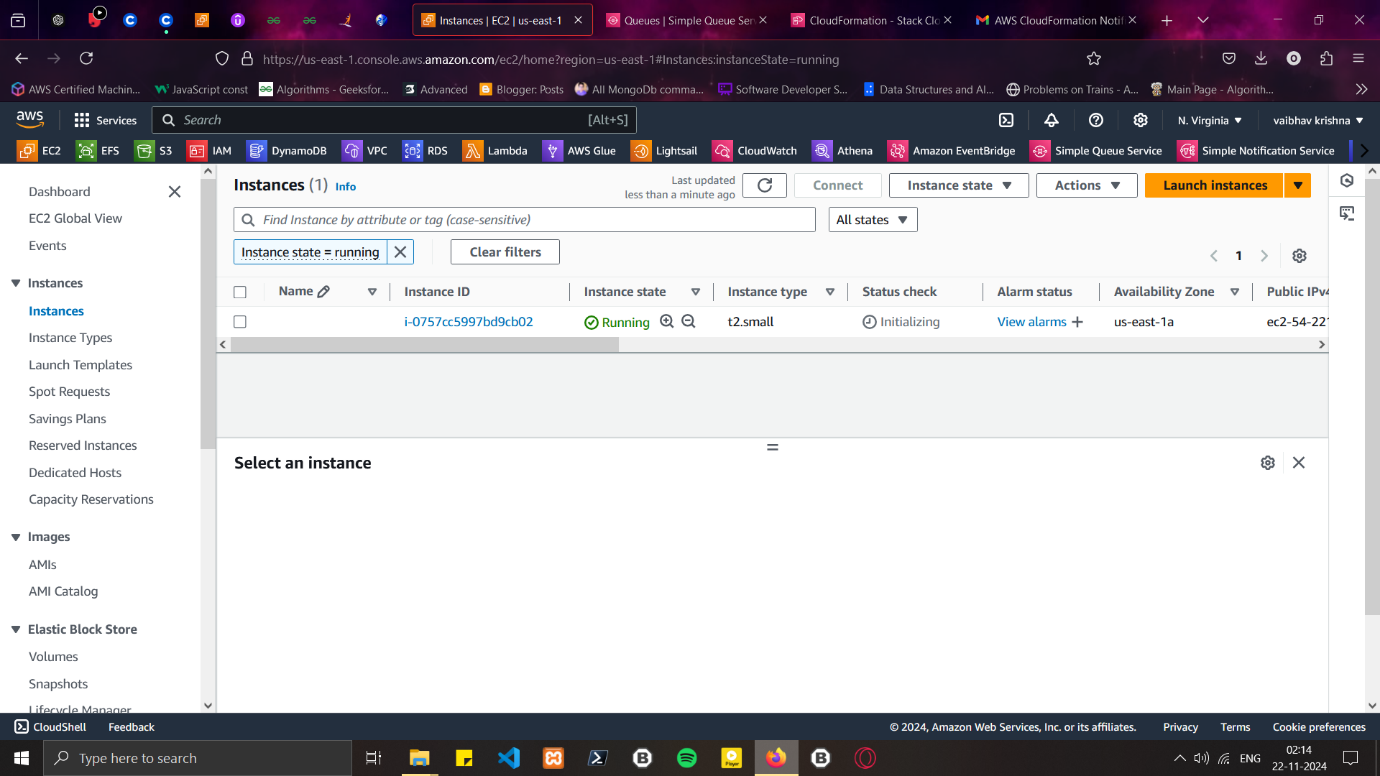 Instances | EC2 | us-east-1
Queues | Simple Queue Serv
CloudFormation - Stack Clo
AWS CloudFormation Notif
https://us-east-1.console.aws.amazon.com/ec2/home?region=us-east-1#Instances:instanceState=running
AWS Certified Machin...
JavaScript const
Algorithms - Geeksfor...
Advanced
Blogger: Posts
All MongoDb comma...
Software Developer S...
Data Structures and Al...
Problems on Trains - A...
Main Page - Algorith...
aws
Services
Search
[Alt+S]
N. Virginia
vaibhav krishna
EC2
EFS
S3
IAM
DynamoDB
VPC
RDS
Lambda
AWS Glue
Lightsail
CloudWatch
Athena
Amazon EventBridge
Simple Queue Service
Simple Notification Service
Dashboard
EC2 Global View
Events
Instances
Instances
Instance Types
Launch Templates
Spot Requests
Savings Plans
Reserved Instances
Dedicated Hosts
Capacity Reservations
Images
AMIs
AMI Catalog
Elastic Block Store
Volumes
Snapshots
Lifecycle Manager
Instances (1) Info
Last updated
less than a minute ago
Connect
Instance state
Actions
Launch instances
Find Instance by attribute or tag (case-sensitive)
All states
Instance state = running
Clear filters
1
Name
Instance ID
Instance state
Instance type
Status check
Alarm status
Availability Zone
Public IPv4
i-0757cc5997bd9cb02
Running
t2.small
Initializing
View alarms
us-east-1a
ec2-54-221
Select an instance
CloudShell
Feedback
© 2024, Amazon Web Services, Inc. or its affiliates.
Privacy
Terms
Cookie preferences
Type here to search
ENG
02:14
22-11-2024